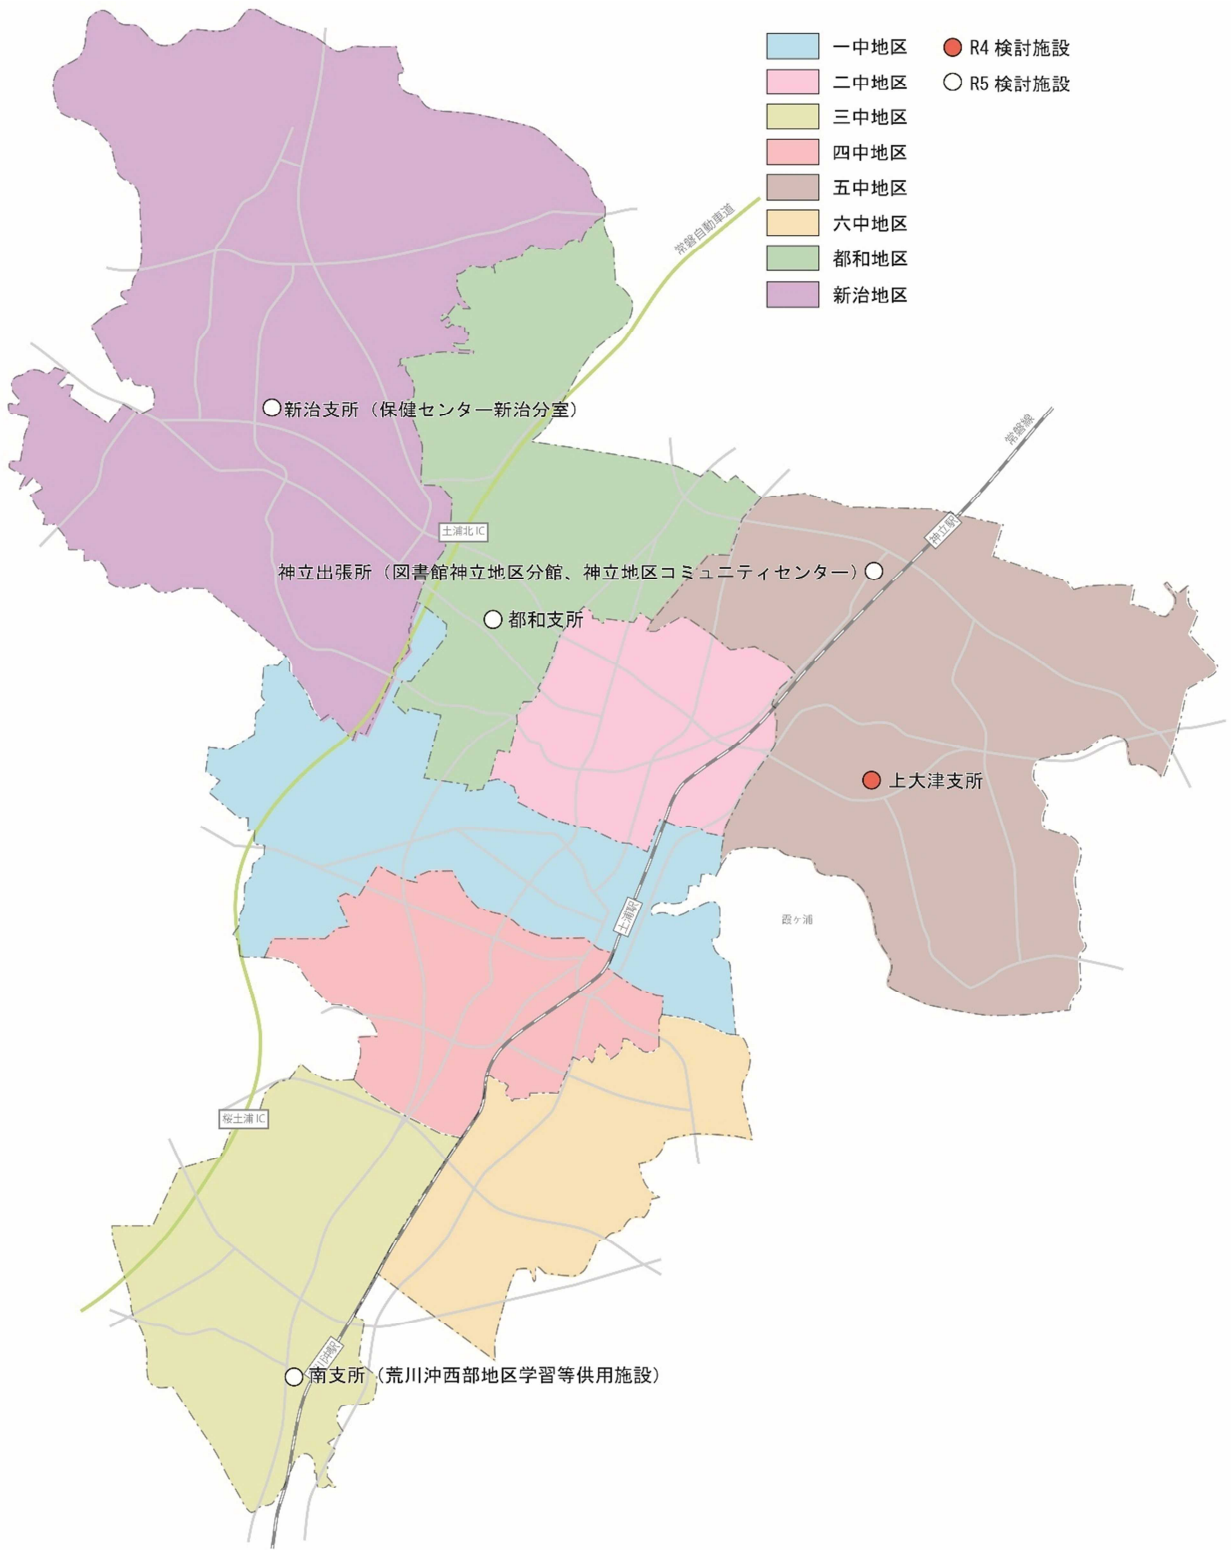 一中地区
二中地区
三中地区
四中地区
五中地区
六中地区
都和地区
新治地区
R4 検討施設
R5 検討施設
常磐自動車道
新治支所（保健センター新治分室）
常磐線
土浦北 IC
神立駅
神立出張所（図書館神立地区分館、神立地区コミュニティセンター）
都和支所
上大津支所
土浦駅
霞ヶ浦
桜土浦 IC
川沖駅
南支所（荒川沖西部地区学習等供用施設）